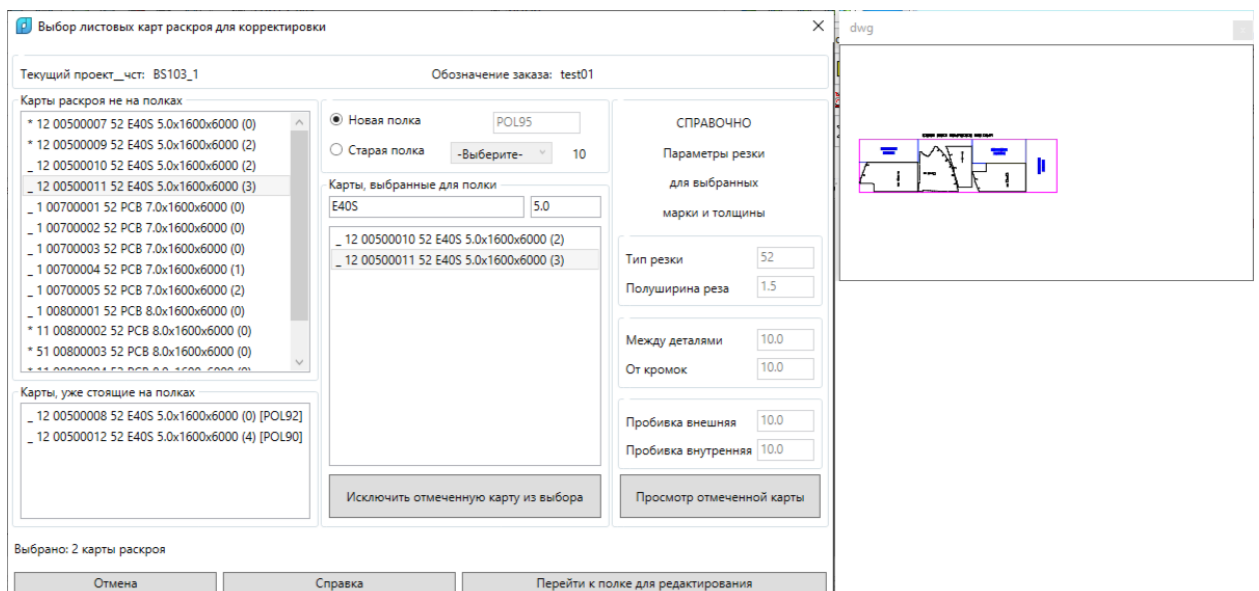 Выбор листовых карт раскроя для корректировки
dwg
Текущий проект__чст: BS103_1
Обозначение заказа: test01
Карты раскроя не на полках
* 12 00500007 52 E40S 5.0x1600x6000 (0)
* 12 00500009 52 E40S 5.0x1600x6000 (2)
_ 12 00500010 52 E40S 5.0x1600x6000 (2)
_ 12 00500011 52 E40S 5.0x1600x6000 (3)
_ 1 00700001 52 PCB 7.0x1600x6000 (0)
_ 1 00700002 52 PCB 7.0x1600x6000 (0)
_ 1 00700003 52 PCB 7.0x1600x6000 (0)
_ 1 00700004 52 PCB 7.0x1600x6000 (1)
_ 1 00700005 52 PCB 7.0x1600x6000 (2)
_ 1 00800001 52 PCB 8.0x1600x6000 (0)
* 11 00800002 52 PCB 8.0x1600x6000 (0)
* 51 00800003 52 PCB 8.0x1600x6000 (0)
Карты, уже стоящие на полках
_ 12 00500008 52 E40S 5.0x1600x6000 (0) [POL92]
_ 12 00500012 52 E40S 5.0x1600x6000 (4) [POL90]
Новая полка
POL95
Старая полка
-Выберите-
10
Карты, выбранные для полки
E40S
5.0
_ 12 00500010 52 E40S 5.0x1600x6000 (2)
_ 12 00500011 52 E40S 5.0x1600x6000 (3)
Исключить отмеченную карту из выбора
СПРАВОЧНО
Параметры резки
для выбранных
марки и толщины
Тип резки 52
Полуширина реза 1.5
Между деталями 10.0
От кромок 10.0
Пробивка внешняя 10.0
Пробивка внутренняя 10.0
Просмотр отмеченной карты
Выбрано: 2 карты раскроя
Отмена
Справка
Перейти к полке для редактирования